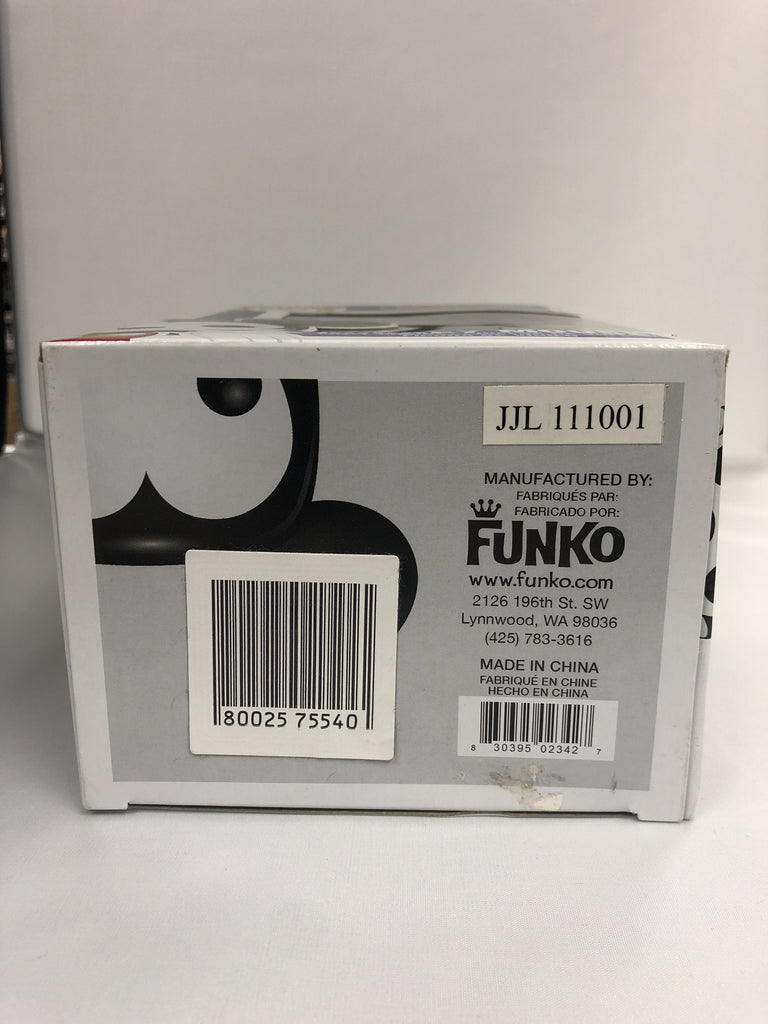 JJL 111001
MANUFACTURED BY:
FABRIQUÉS PAR:
FABRICADO POR:
FUNKO
www.funko.com
2126 196th St. SW
Lynnwood, WA 98036
(425) 783-3616
MADE IN CHINA
FABRIQUÉ EN CHINE
HECHO EN CHINA
80025 75540
8 30395 02342 7